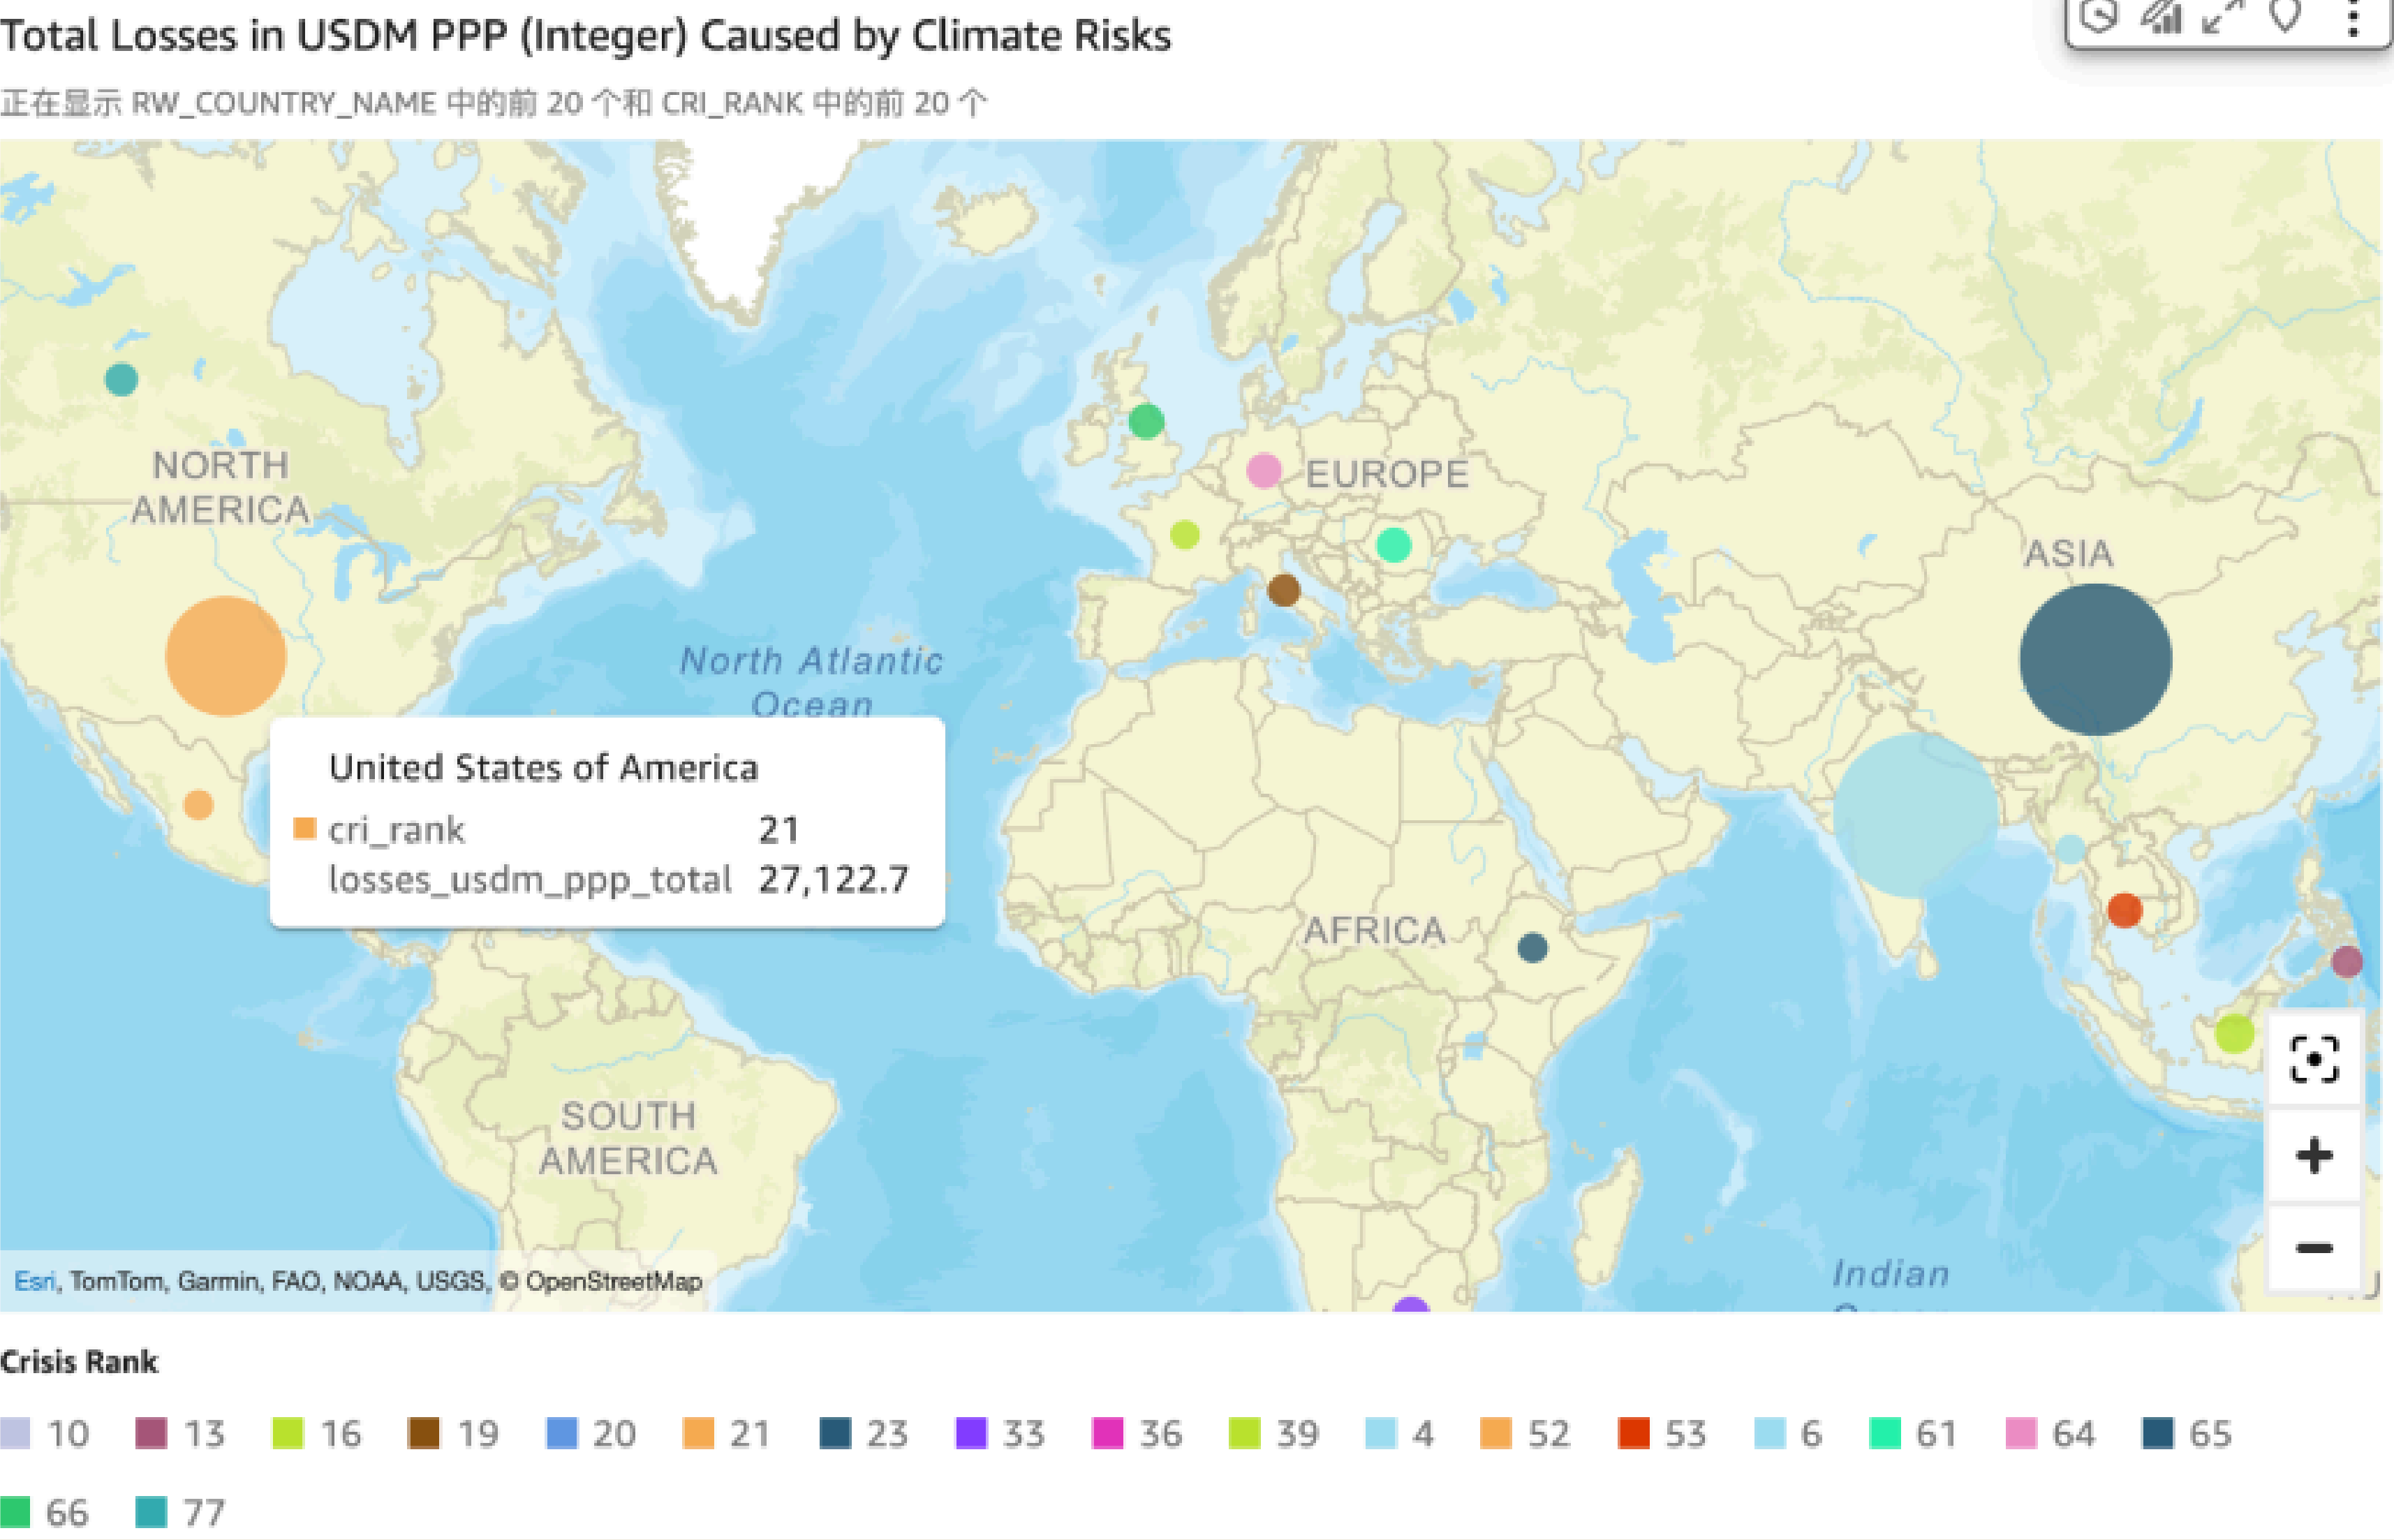 Total Losses in USDM PPP (Integer) Caused by Climate Risks
正在显示 RW_COUNTRY_NAME 中的前 20 个和 CRI_RANK 中的前 20 个
NORTH
AMERICA
EUROPE
ASIA
North Atlantic
Ocean
United States of America
cri_rank 21
losses_usdm_ppp_total 27,122.7
AFRICA
SOUTH
AMERICA
Indian
Esri, TomTom, Garmin, FAO, NOAA, USGS, © OpenStreetMap
Crisis Rank
10 13 16 19 20 21 23 33 36 39 4 52 53 6 61 64 65
66 77